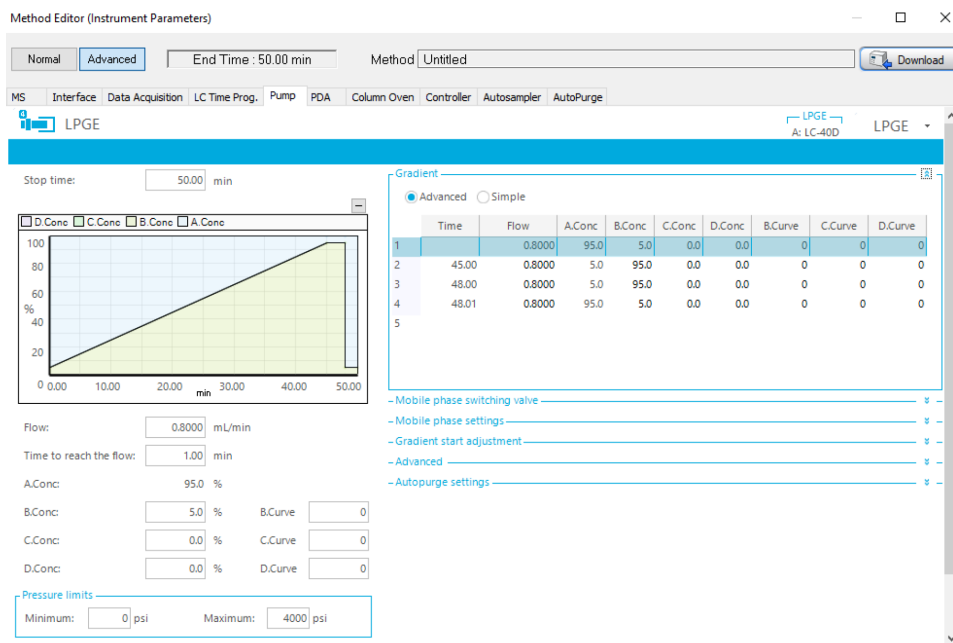 Method Editor (Instrument Parameters)
Normal Advanced End Time : 50.00 min Method Untitled Download
MS Interface Data Acquisition LC Time Prog. Pump PDA Column Oven Controller Autosampler AutoPurge
4 LPGE LPGE A: LC-40D LPGE
Stop time: 50.00 min
D.Conc C.Conc B.Conc A.Conc
100
80
60
%
40
20
0 0.00 10.00 20.00 30.00 40.00 50.00
min
Flow: 0.8000 mL/min
Time to reach the flow: 1.00 min
A.Conc: 95.0 %
B.Conc: 5.0 % B.Curve 0
C.Conc: 0.0 % C.Curve 0
D.Conc: 0.0 % D.Curve 0
Pressure limits
Minimum: 0 psi Maximum: 4000 psi
Gradient
Advanced Simple
Time Flow A.Conc B.Conc C.Conc D.Conc B.Curve C.Curve D.Curve
1 0.8000 95.0 5.0 0.0 0.0 0 0 0
2 45.00 0.8000 5.0 95.0 0.0 0.0 0 0 0
3 48.00 0.8000 5.0 95.0 0.0 0.0 0 0 0
4 48.01 0.8000 95.0 5.0 0.0 0.0 0 0 0
5
Mobile phase switching valve
Mobile phase settings
Gradient start adjustment
Advanced
Autopurge settings